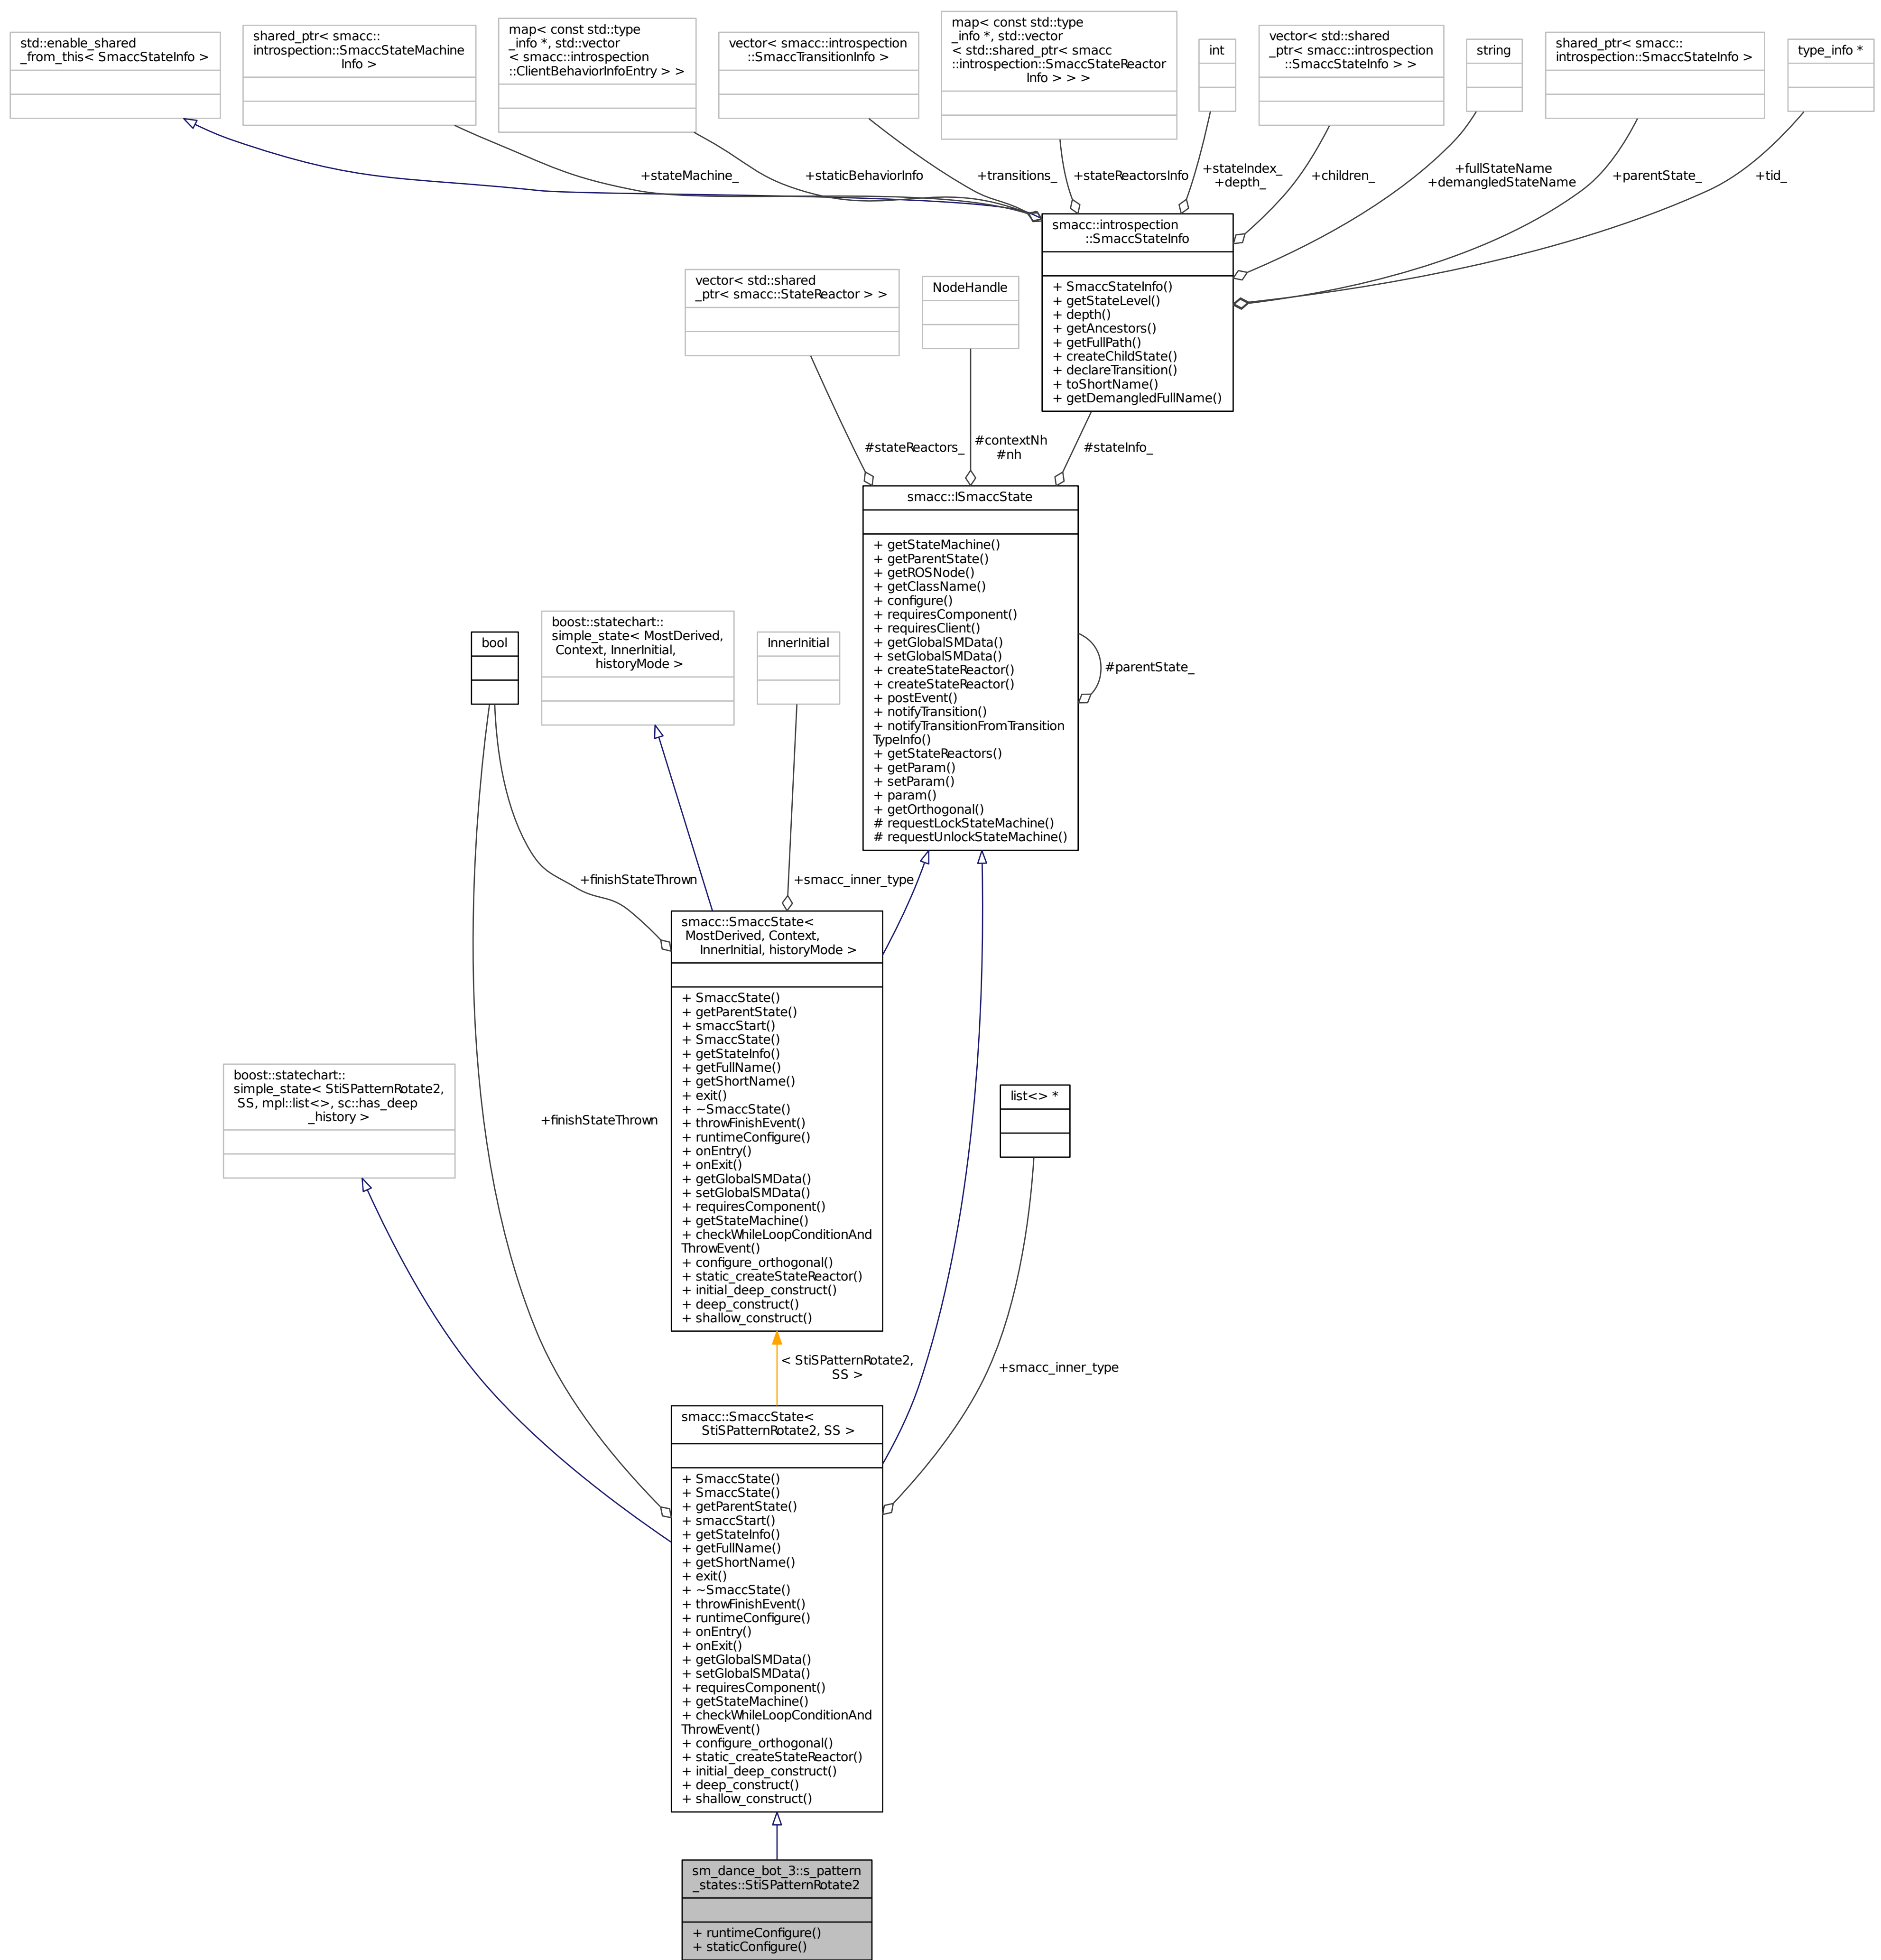 std::enable_shared
_from_this< SmaccStateInfo >
shared_ptr< smacc::
introspection::SmaccStateMachine
Info >
map< const std::type
_info *, std::vector
< smacc::introspection
::ClientBehaviorInfoEntry > >
vector< smacc::introspection
::SmaccTransitionInfo >
map< const std::type
_info *, std::vector
< std::shared_ptr< smacc
::introspection::SmaccStateReactor
Info > > >
int
vector< std::shared
_ptr< smacc::introspection
::SmaccStateInfo > >
string
shared_ptr< smacc::
introspection::SmaccStateInfo >
type_info *
+stateMachine_
+staticBehaviorInfo
+transitions_
+stateReactorsInfo
+stateIndex_
+depth_
+children_
+fullStateName
+demangledStateName
+parentState_
+tid_
smacc::introspection
::SmaccStateInfo
+ SmaccStateInfo()
+ getStateLevel()
+ depth()
+ getAncestors()
+ getFullPath()
+ createChildState()
+ declareTransition()
+ toShortName()
+ getDemangledFullName()
vector< std::shared
_ptr< smacc::StateReactor > >
NodeHandle
#stateReactors_
#contextNh
#nh
#stateInfo_
smacc::ISmaccState
+ getStateMachine()
+ getParentState()
+ getROSNode()
+ getClassName()
+ configure()
+ requiresComponent()
+ requiresClient()
+ getGlobalSMData()
+ setGlobalSMData()
+ createStateReactor()
+ createStateReactor()
+ postEvent()
+ notifyTransition()
+ notifyTransitionFromTransition
TypeInfo()
+ getStateReactors()
+ getParam()
+ setParam()
+ param()
+ getOrthogonal()
# requestLockStateMachine()
# requestUnlockStateMachine()
#parentState_
bool
boost::statechart::
simple_state< MostDerived,
Context, InnerInitial,
historyMode >
InnerInitial
+finishStateThrown
+smacc_inner_type
smacc::SmaccState<
MostDerived, Context,
InnerInitial, historyMode >
+ SmaccState()
+ getParentState()
+ smaccStart()
+ SmaccState()
+ getStateInfo()
+ getFullName()
+ getShortName()
+ exit()
+ ~SmaccState()
+ throwFinishEvent()
+ runtimeConfigure()
+ onEntry()
+ onExit()
+ getGlobalSMData()
+ setGlobalSMData()
+ requiresComponent()
+ getStateMachine()
+ checkWhileLoopConditionAnd
ThrowEvent()
+ configure_orthogonal()
+ static_createStateReactor()
+ initial_deep_construct()
+ deep_construct()
+ shallow_construct()
boost::statechart::
simple_state< StiSPatternRotate2,
SS, mpl::list<>, sc::has_deep
_history >
+finishStateThrown
list<> *
< StiSPatternRotate2,
SS >
+smacc_inner_type
smacc::SmaccState<
StiSPatternRotate2, SS >
+ SmaccState()
+ SmaccState()
+ getParentState()
+ smaccStart()
+ getStateInfo()
+ getFullName()
+ getShortName()
+ exit()
+ ~SmaccState()
+ throwFinishEvent()
+ runtimeConfigure()
+ onEntry()
+ onExit()
+ getGlobalSMData()
+ setGlobalSMData()
+ requiresComponent()
+ getStateMachine()
+ checkWhileLoopConditionAnd
ThrowEvent()
+ configure_orthogonal()
+ static_createStateReactor()
+ initial_deep_construct()
+ deep_construct()
+ shallow_construct()
sm_dance_bot_3::s_pattern
_states::StiSPatternRotate2
+ runtimeConfigure()
+ staticConfigure()